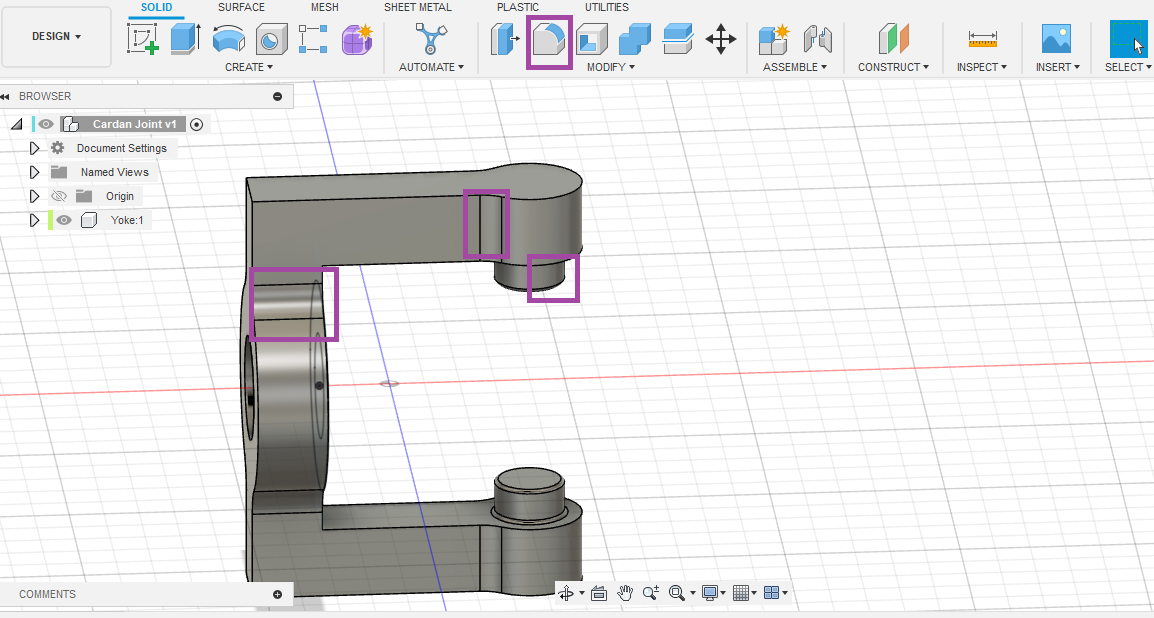 SOLID SURFACE MESH SHEET METAL PLASTIC UTILITIES
DESIGN ▾
CREATE ▾ AUTOMATE ▾ MODIFY ▾ ASSEMBLE ▾ CONSTRUCT ▾ INSPECT ▾ INSERT ▾ SELECT ▾
BROWSER
Cardan Joint v1
Document Settings
Named Views
Origin
Yoke:1
COMMENTS